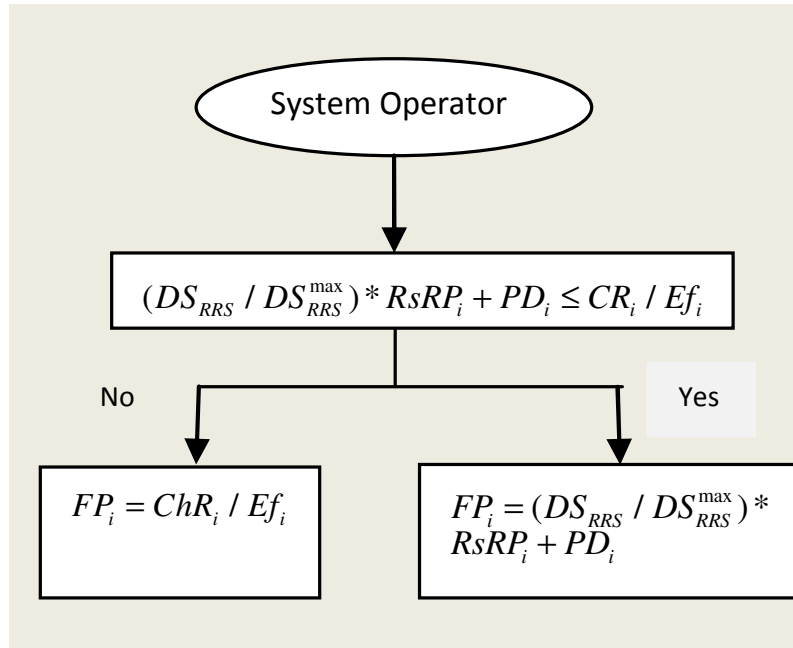 System Operator
(DS_RRS / DS_RRS^max) * RsRP_i + PD_i ≤ CR_i / Ef_i
No
Yes
FP_i = ChR_i / Ef_i
FP_i = (DS_RRS / DS_RRS^max) *
RsRP_i + PD_i